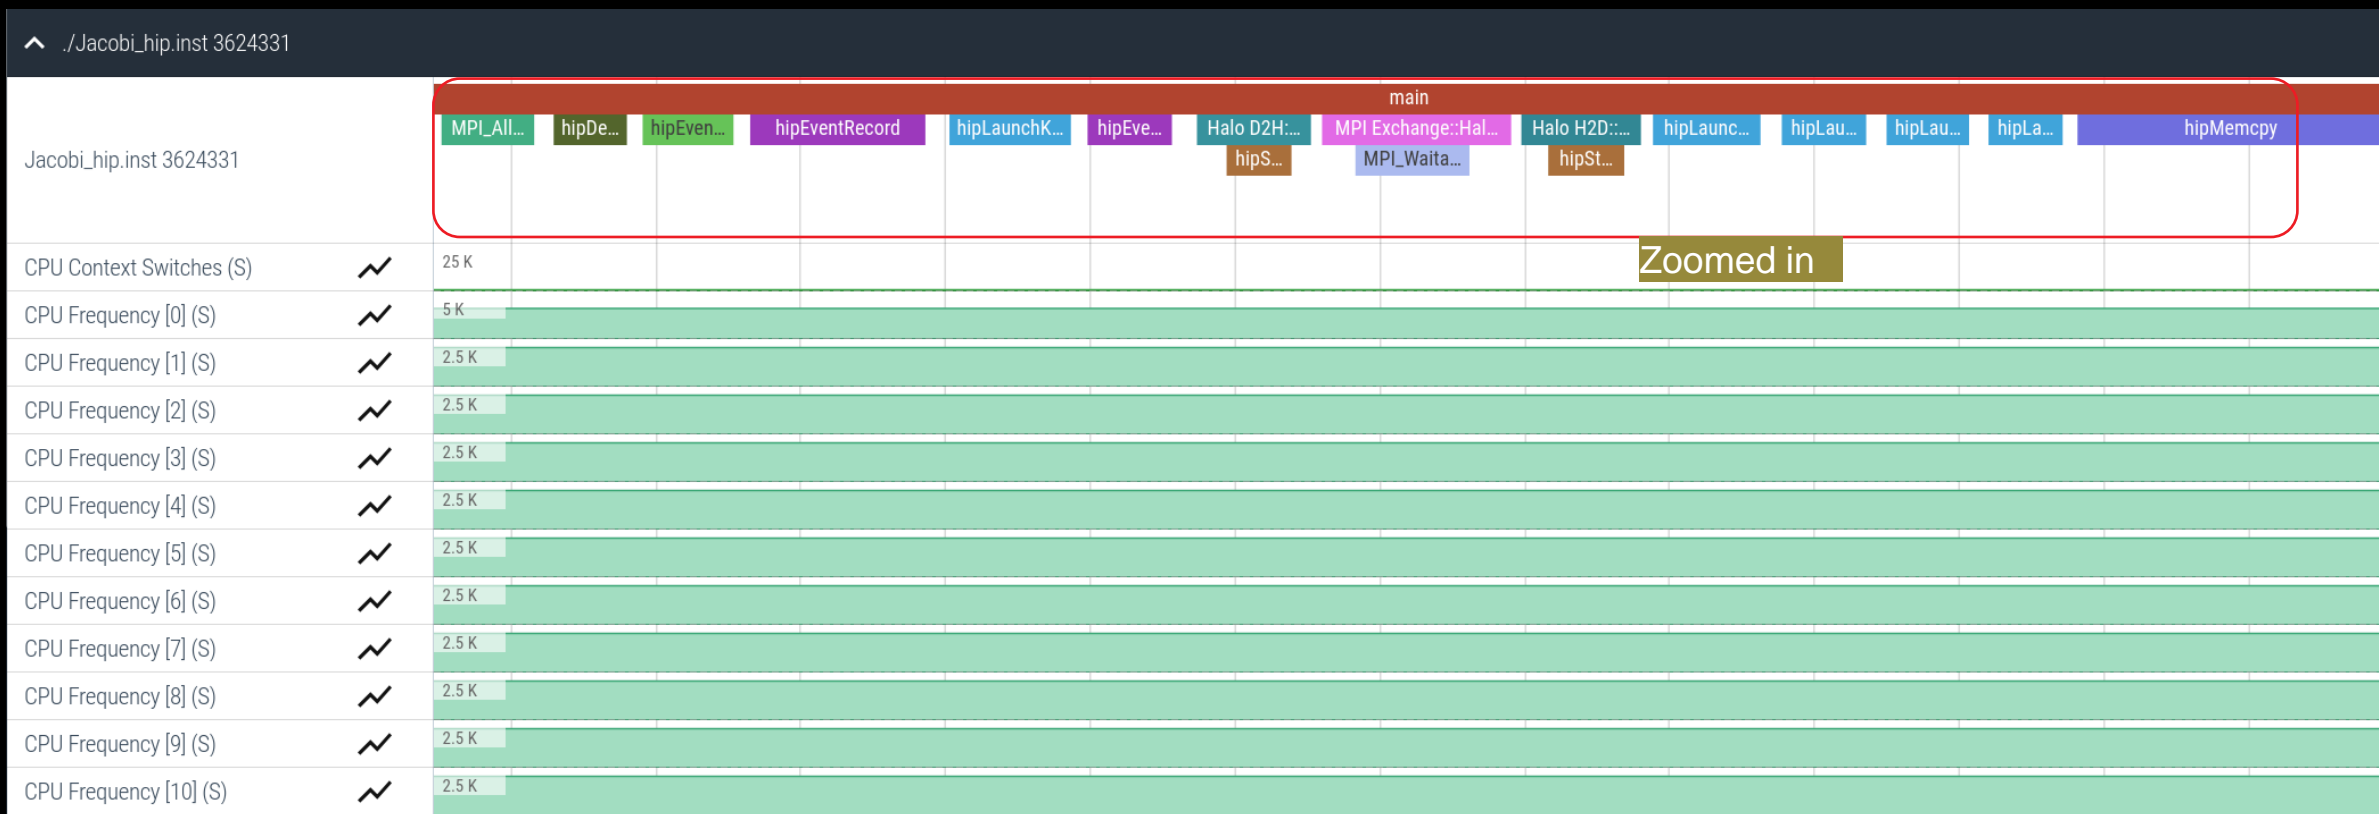 ./Jacobi_hip.inst 3624331
main
MPI_All... hipDe... hipEven... hipEventRecord hipLaunchK... hipEve... Halo D2H:... MPI Exchange::Hal... Halo H2D::... hipLaunc... hipLau... hipLau... hipLa... hipMemcpy
Jacobi_hip.inst 3624331
hipS... MPI_Waita... hipSt...
CPU Context Switches (S) 25 K
Zoomed in
CPU Frequency [0] (S) 5 K
CPU Frequency [1] (S) 2.5 K
CPU Frequency [2] (S) 2.5 K
CPU Frequency [3] (S) 2.5 K
CPU Frequency [4] (S) 2.5 K
CPU Frequency [5] (S) 2.5 K
CPU Frequency [6] (S) 2.5 K
CPU Frequency [7] (S) 2.5 K
CPU Frequency [8] (S) 2.5 K
CPU Frequency [9] (S) 2.5 K
CPU Frequency [10] (S) 2.5 K